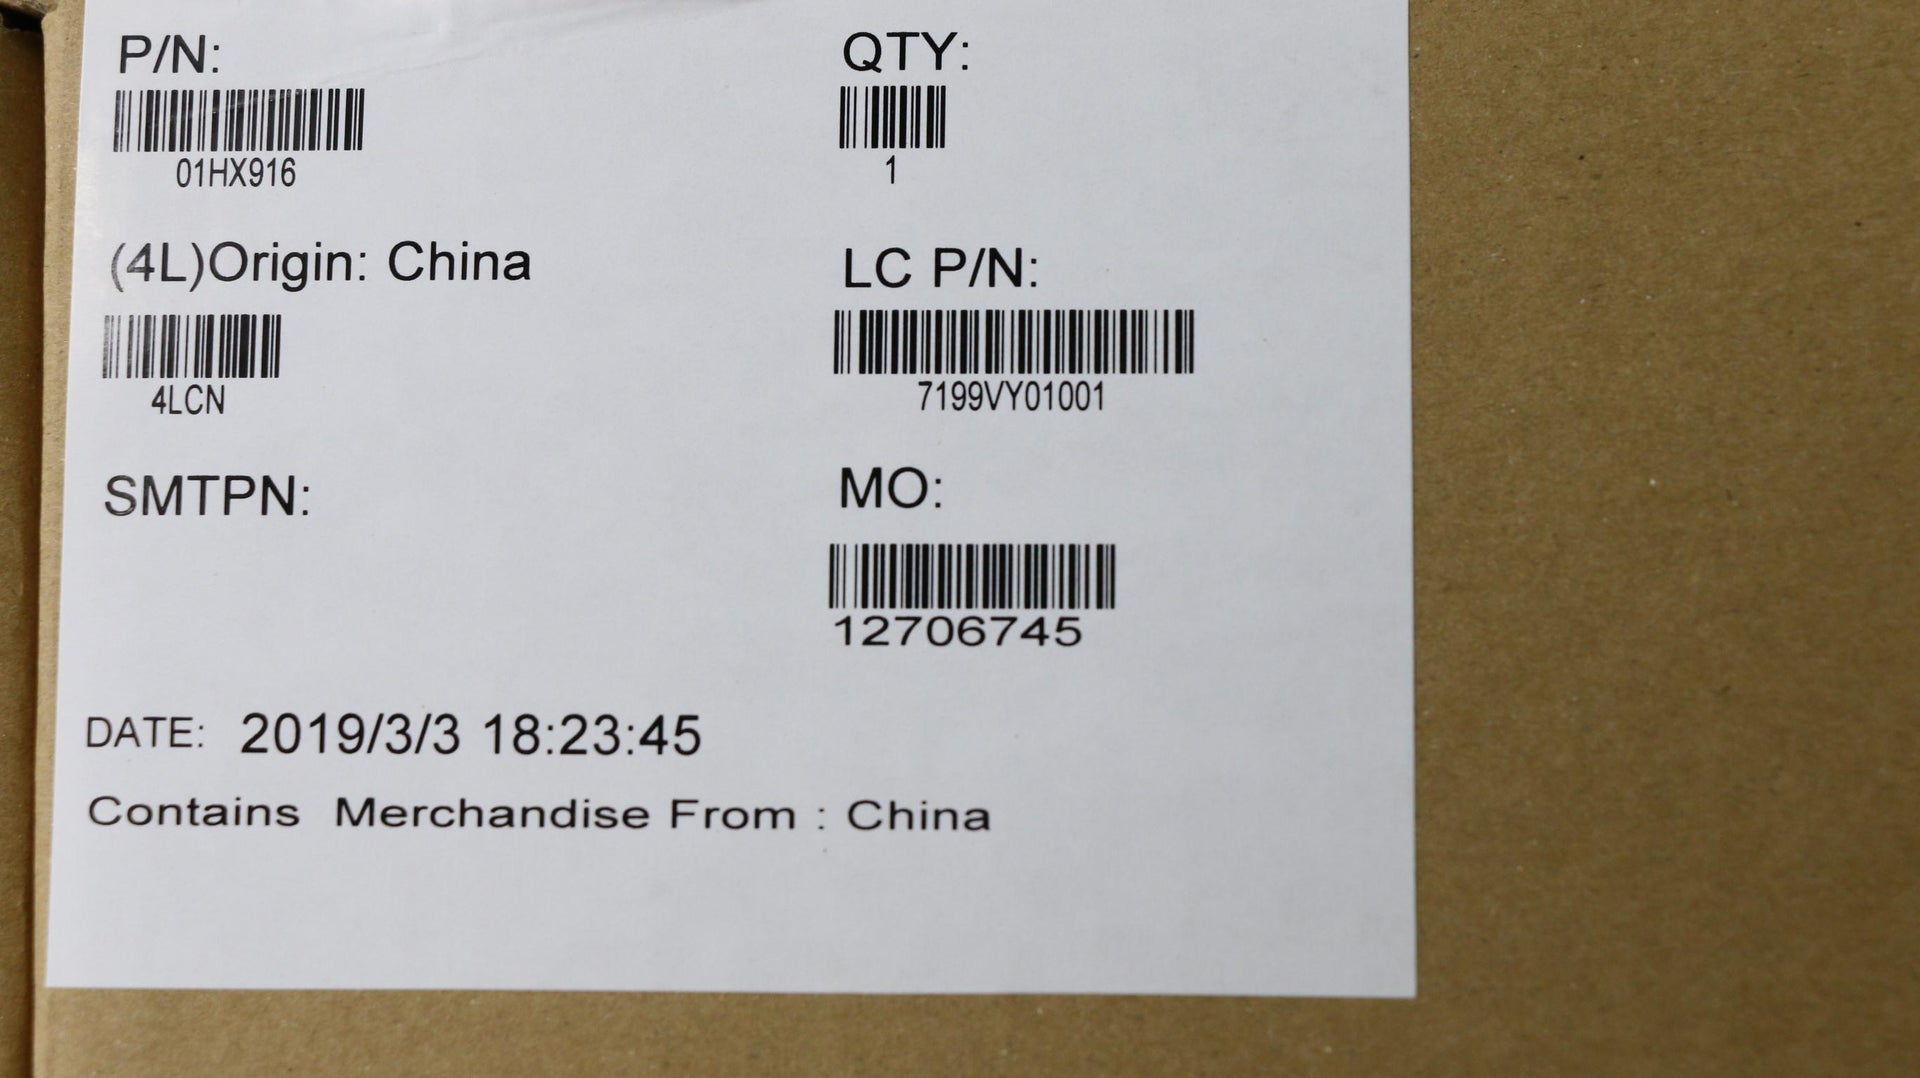 P/N:
01HX916
QTY:
1
(4L)Origin: China
4LCN
LC P/N:
7199VY01001
SMTPN:
MO:
12706745
DATE: 2019/3/3 18:23:45
Contains Merchandise From : China